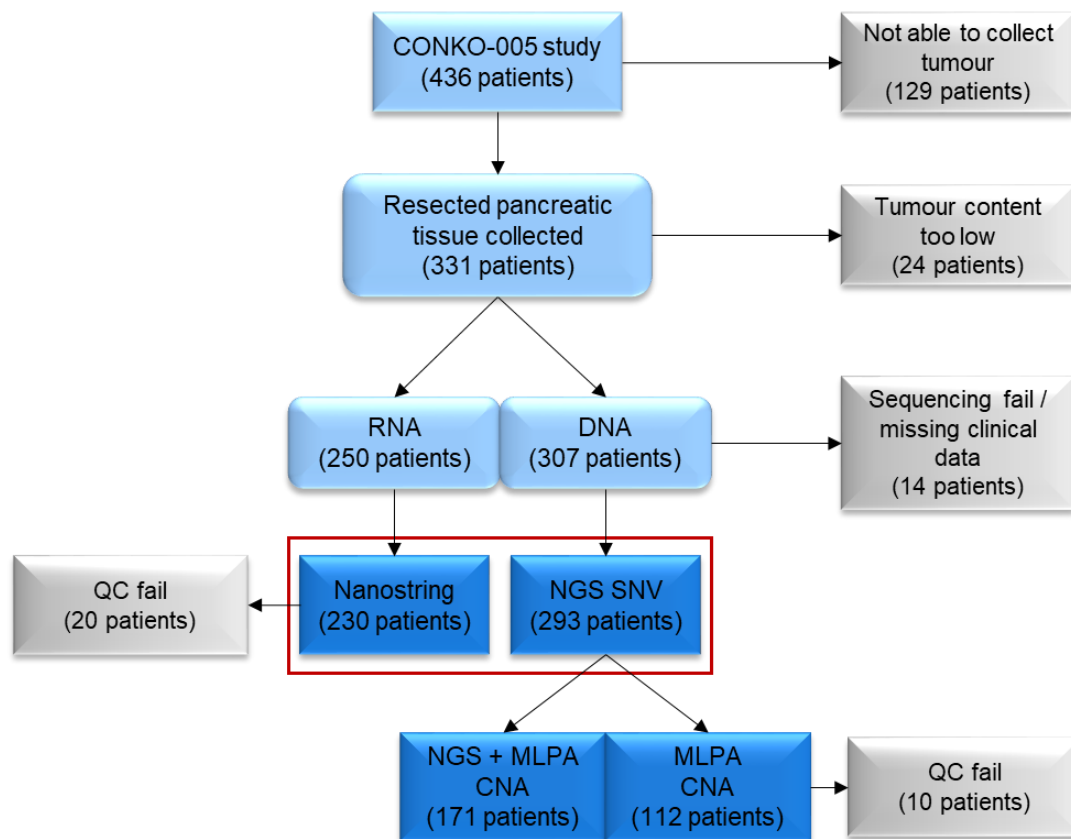 CONKO-005 study
(436 patients)
Not able to collect
tumour
(129 patients)
Resected pancreatic
tissue collected
(331 patients)
Tumour content
too low
(24 patients)
RNA
(250 patients)
DNA
(307 patients)
Sequencing fail /
missing clinical
data
(14 patients)
QC fail
(20 patients)
Nanostring
(230 patients)
NGS SNV
(293 patients)
NGS + MLPA
CNA
(171 patients)
MLPA
CNA
(112 patients)
QC fail
(10 patients)